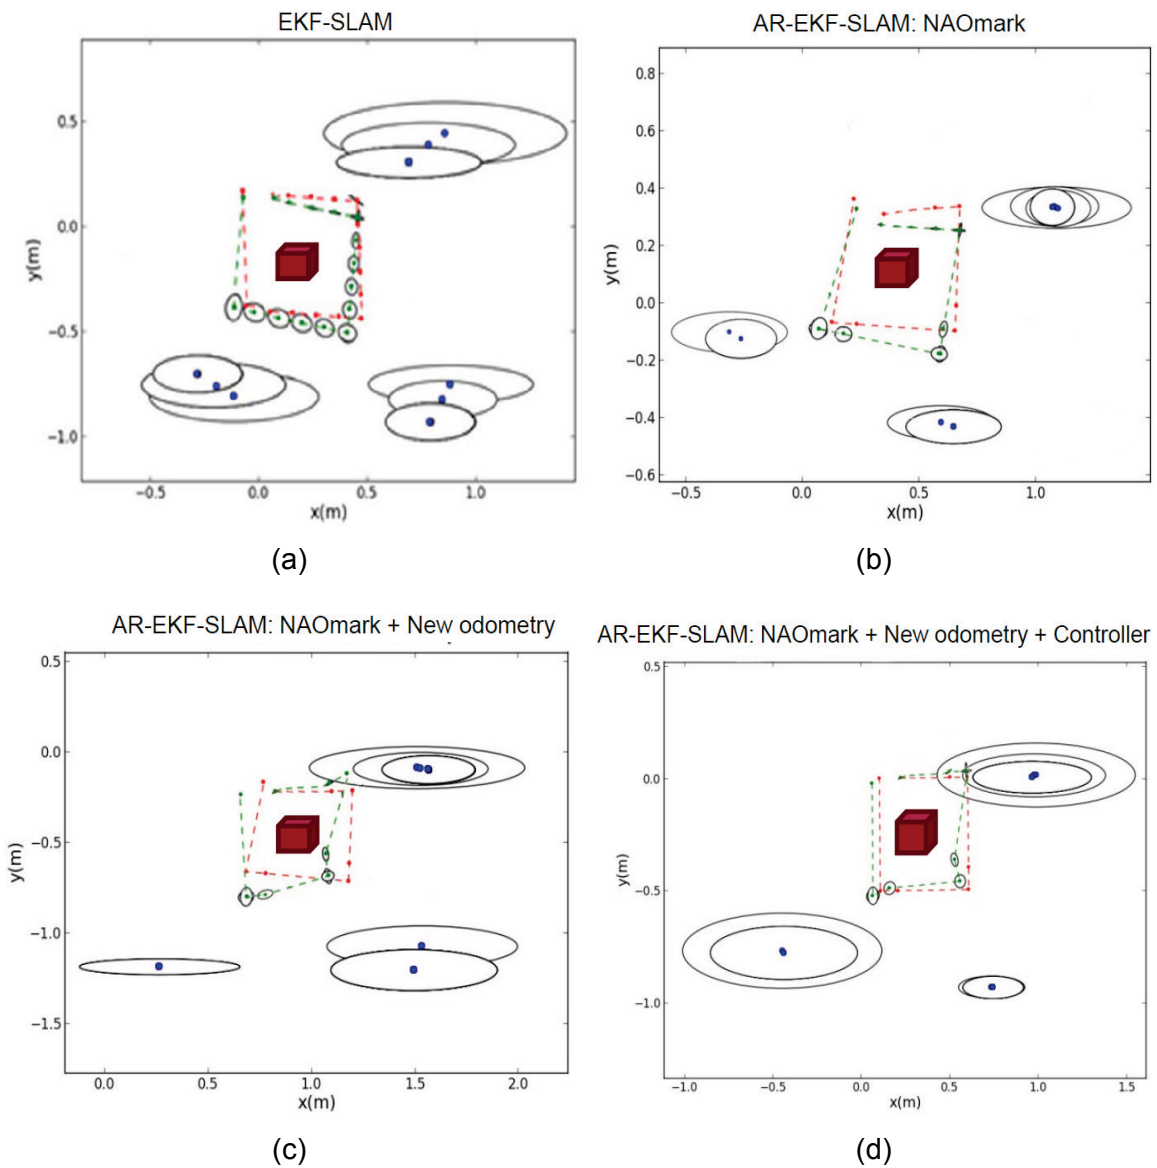 EKF-SLAM
AR-EKF-SLAM: NAOmark
y(m)
0.5
0.0
−0.5
−1.0
−0.5
0.0
0.5
1.0
x(m)
y(m)
0.8
0.6
0.4
0.2
0.0
−0.2
−0.4
−0.6
−0.5
0.0
0.5
1.0
x(m)
(a)
(b)
AR-EKF-SLAM: NAOmark + New odometry
AR-EKF-SLAM: NAOmark + New odometry + Controller
y(m)
0.5
0.0
−0.5
−1.0
−1.5
0.0
0.5
1.0
1.5
2.0
x(m)
y(m)
0.5
0.0
−0.5
−1.0
−1.0
−0.5
0.0
0.5
1.0
1.5
x(m)
(c)
(d)